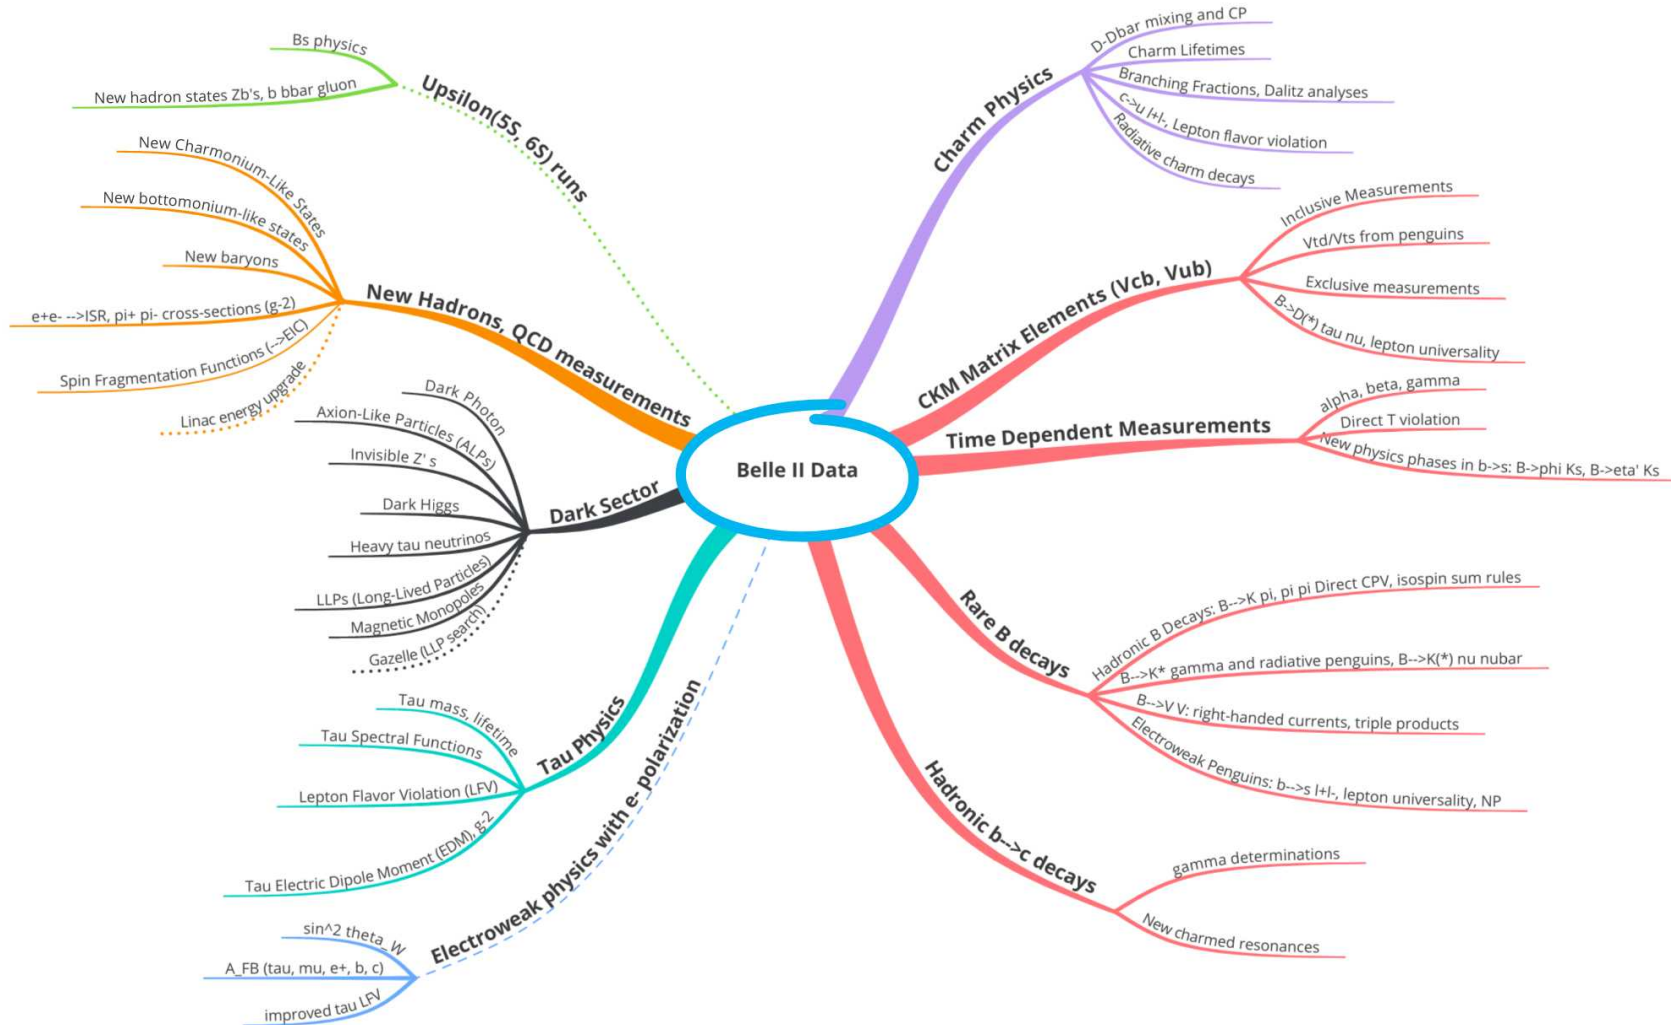 Belle II Data
Upsilon(5S, 6S) runs
Bs physics
New hadron states Zb's, b bbar gluon
New Hadrons, QCD measurements
New Charmonium-Like States
New bottomonium-like states
New baryons
e+e- -->ISR, pi+ pi- cross-sections (g-2)
Spin Fragmentation Functions (-->EIC)
Linac energy upgrade
Dark Sector
Dark Photon
Axion-Like Particles (ALPs)
Invisible Z' s
Dark Higgs
Heavy tau neutrinos
LLPs (Long-Lived Particles)
Magnetic Monopoles
Gazelle (LLP search)
Tau Physics
Tau mass, lifetime
Tau Spectral Functions
Lepton Flavor Violation (LFV)
Tau Electric Dipole Moment (EDM), g-2
Electroweak physics with e- polarization
sin^2 theta_W
A_FB (tau, mu, e+, b, c)
improved tau LFV
Charm Physics
D-Dbar mixing and CP
Charm Lifetimes
Branching Fractions, Dalitz analyses
c->u l+l-, Lepton flavor violation
Radiative charm decays
CKM Matrix Elements (Vcb, Vub)
Inclusive Measurements
Vtd/Vts from penguins
Exclusive measurements
B->D(*) tau nu, lepton universality
Time Dependent Measurements
alpha, beta, gamma
Direct T violation
New physics phases in b->s: B->phi Ks, B->eta' Ks
Rare B decays
Hadronic B Decays: B-->K pi, pi pi Direct CPV, isospin sum rules
B-->K* gamma and radiative penguins, B-->K(*) nu nubar
B-->V V: right-handed currents, triple products
Electroweak Penguins: b-->s l+l-, lepton universality, NP
Hadronic b-->c decays
gamma determinations
New charmed resonances